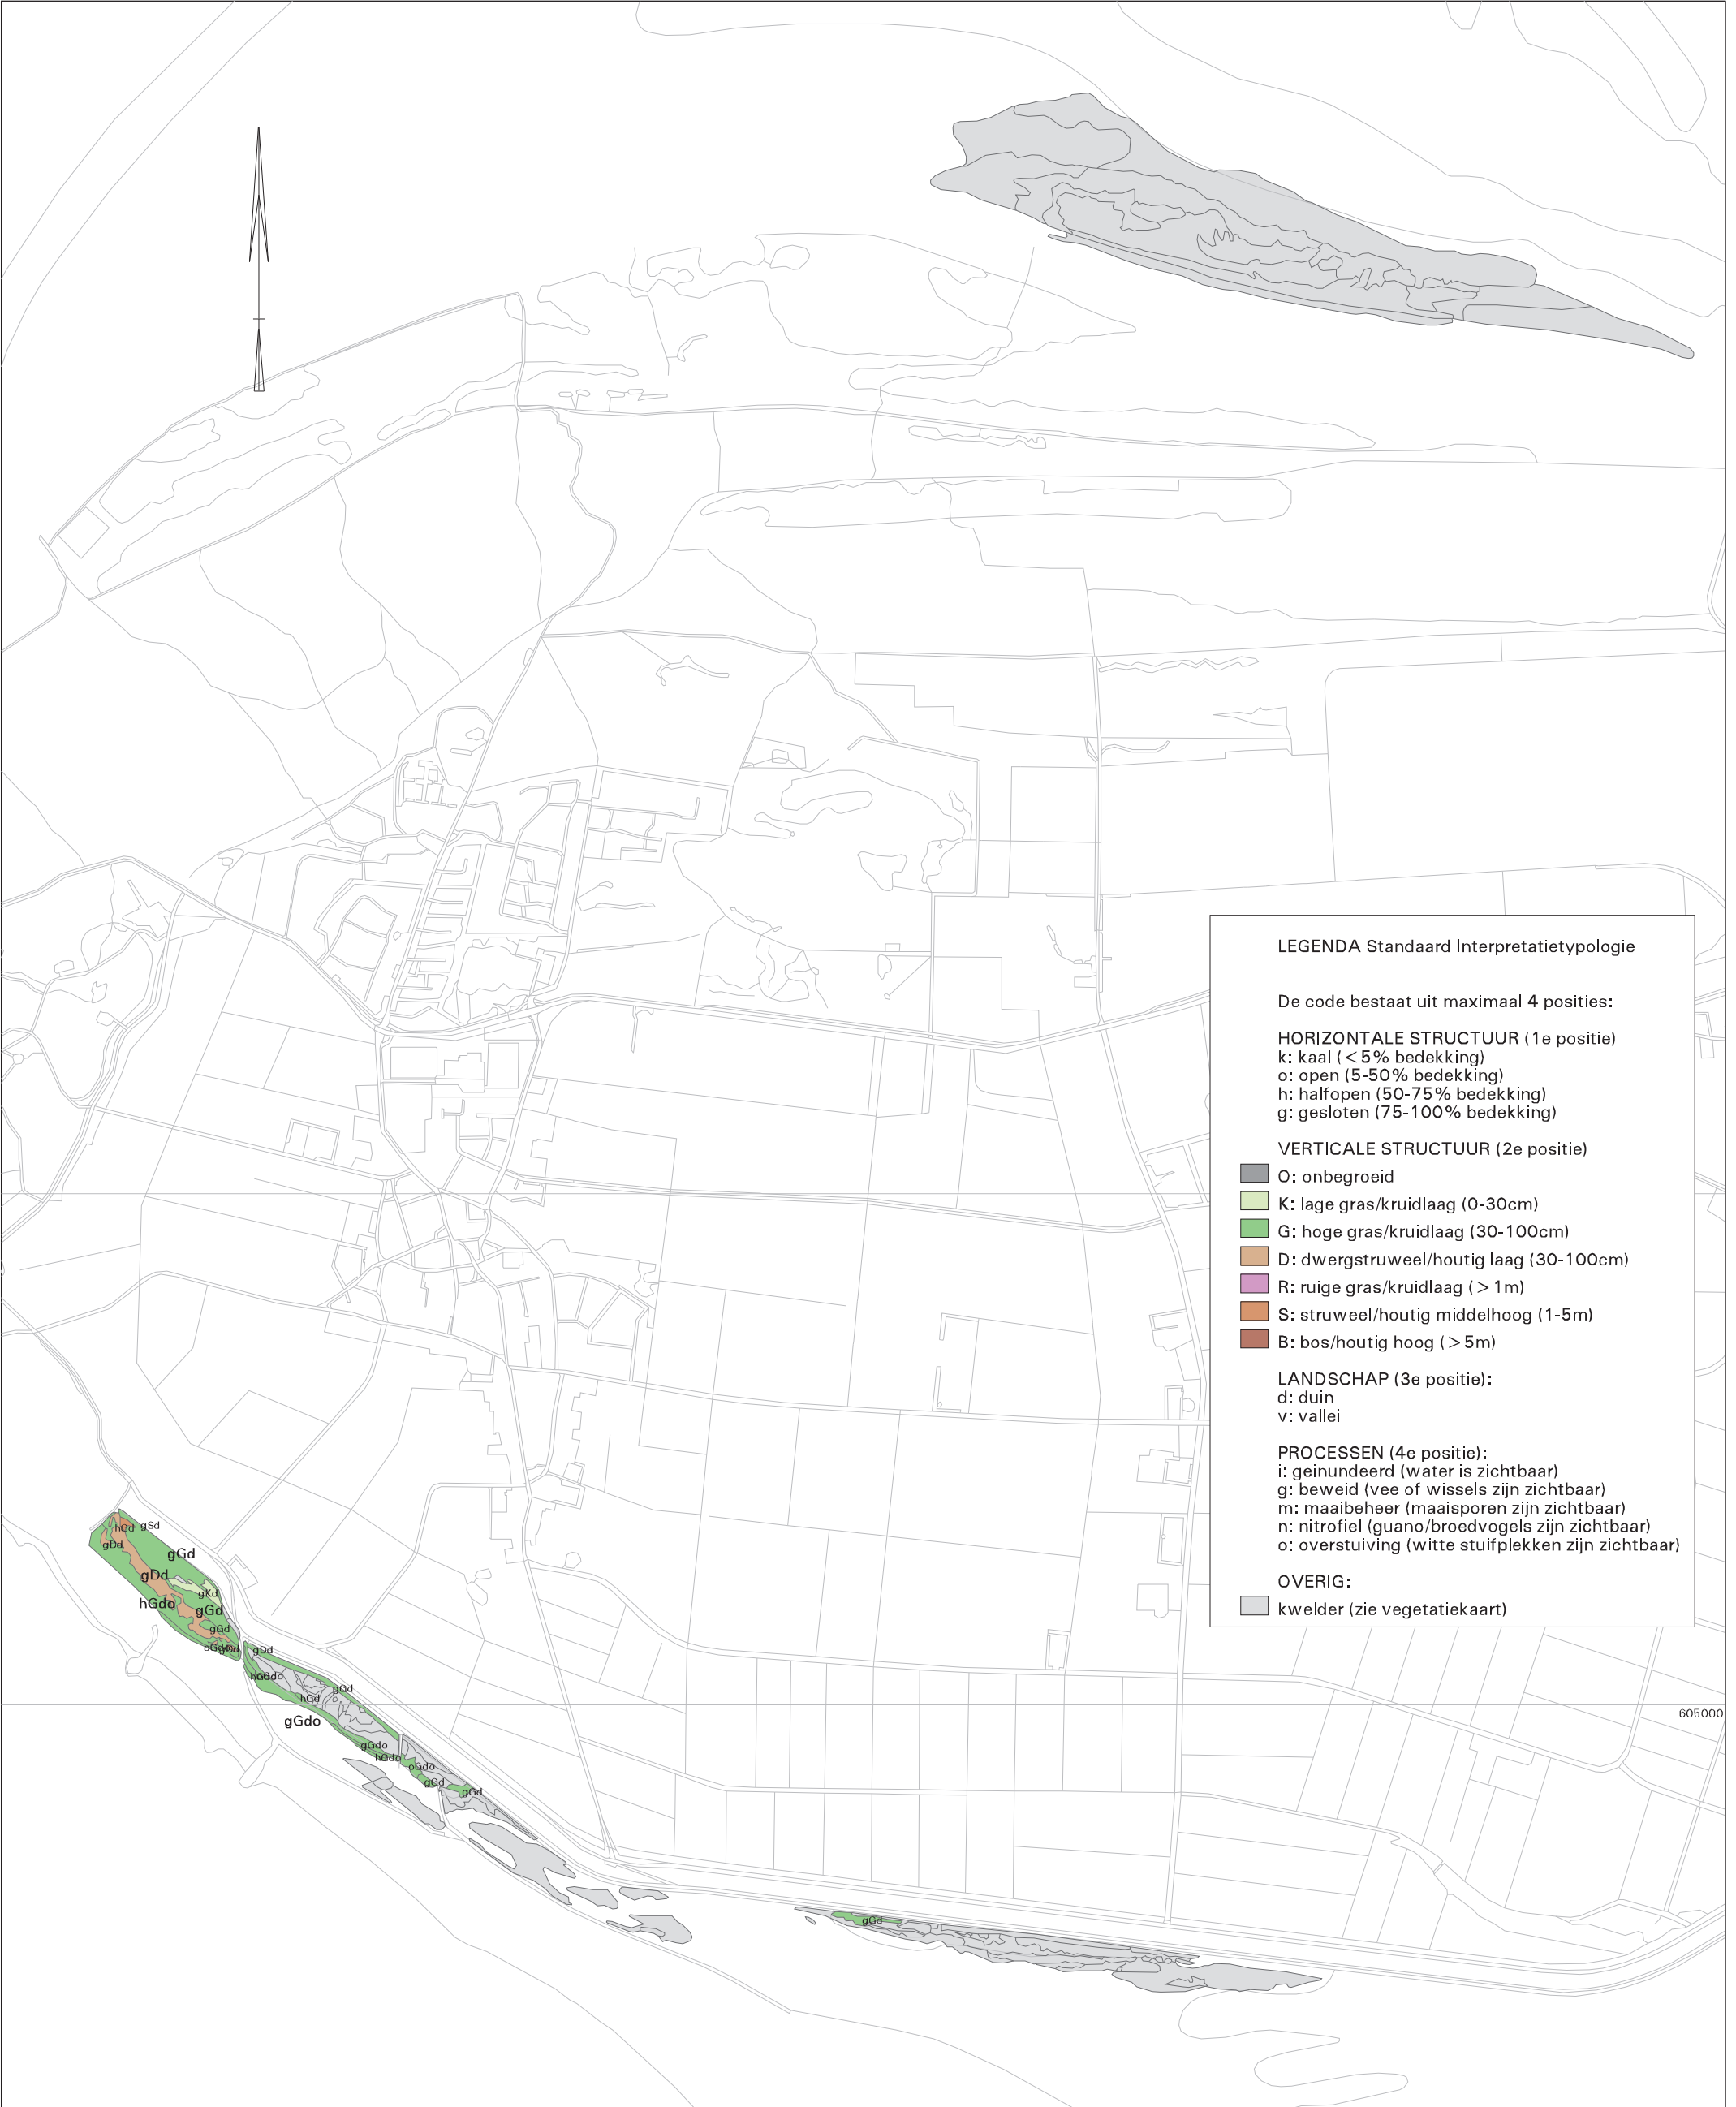 LEGENDA Standaard Interpretatietypologie
De code bestaat uit maximaal 4 posities:
HORIZONTALE STRUCTUUR (1e positie)
k: kaal (<5% bedekking)
o: open (5-50% bedekking)
h: halfopen (50-75% bedekking)
g: gesloten (75-100% bedekking)
VERTICALE STRUCTUUR (2e positie)
O: onbegroeid
K: lage gras/kruidlaag (0-30cm)
G: hoge gras/kruidlaag (30-100cm)
D: dwergstruweel/houtig laag (30-100cm)
R: ruige gras/kruidlaag (>1m)
S: struweel/houtig middelhoog (1-5m)
B: bos/houtig hoog (>5m)
LANDSCHAP (3e positie):
d: duin
v: vallei
PROCESSEN (4e positie):
i: geinundeerd (water is zichtbaar)
g: beweid (vee of wissels zijn zichtbaar)
m: maaibeheer (maaisporen zijn zichtbaar)
n: nitrofiel (guano/broedvogels zijn zichtbaar)
o: overstuiving (witte stuifplekken zijn zichtbaar)
OVERIG:
kwelder (zie vegetatiekaart)
hGd
gSd
gDd
gGd
gDd
gKd
hGdo
gGd
gGd
gDd
gGd
hGd
605000
gGdo
gGdo
hGdo
oGdo
gGd
gGd
gGd